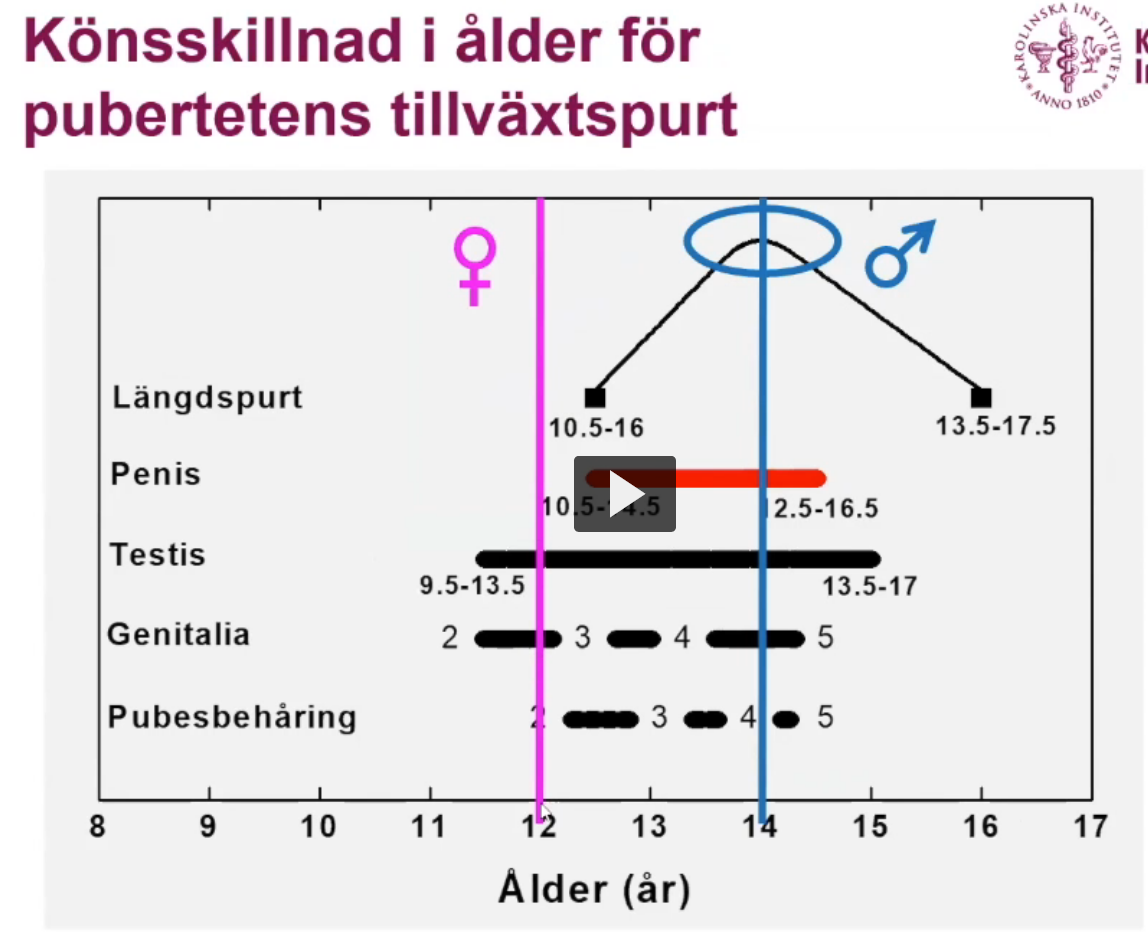 Könsskillnad i ålder för
pubertetens tillväxtspurt
KAROLINSKA INSTITUTET
ANNO 1810
Längdspurt
10.5-16
13.5-17.5
Penis
10.5-14.5
12.5-16.5
Testis
9.5-13.5
13.5-17
Genitalia 2 3 4 5
Pubesbehåring 2 3 4 5
8 9 10 11 12 13 14 15 16 17
Ålder (år)